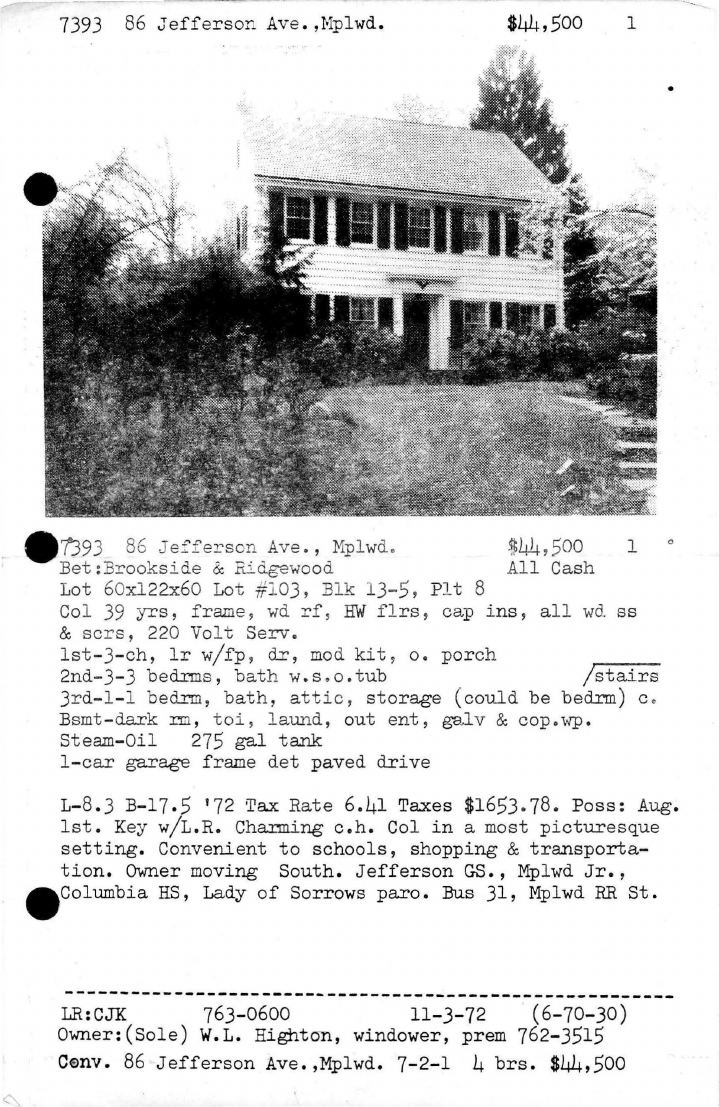 7393 86 Jefferson Ave.,Mplwd. $44,500 1
7393 86 Jefferson Ave., Mplwd. $44,500 1
Bet:Brookside & Ridgewood All Cash
Lot 60x122x60 Lot #103, Blk 13-5, Plt 8
Col 39 yrs, frame, wd rf, HW flrs, cap ins, all wd ss
& scrs, 220 Volt Serv.
1st-3-ch, lr w/fp, dr, mod kit, o. porch
2nd-3-3 bedrms, bath w.s.o.tub /stairs
3rd-1-1 bedrm, bath, attic, storage (could be bedrm) c.
Bsmt-dark rm, toi, laund, out ent, galv & cop.wp.
Steam-Oil 275 gal tank
1-car garage frame det paved drive
L-8.3 B-17.5 '72 Tax Rate 6.41 Taxes $1653.78. Poss: Aug.
1st. Key w/L.R. Charming c.h. Col in a most picturesque
setting. Convenient to schools, shopping & transporta-
tion. Owner moving South. Jefferson GS., Mplwd Jr.,
Columbia HS, Lady of Sorrows paro. Bus 31, Mplwd RR St.
LR:CJK 763-0600 11-3-72 (6-70-30)
Owner:(Sole) W.L. Highton, windower, prem 762-3515
Conv. 86 Jefferson Ave.,Mplwd. 7-2-1 4 brs. $44,500